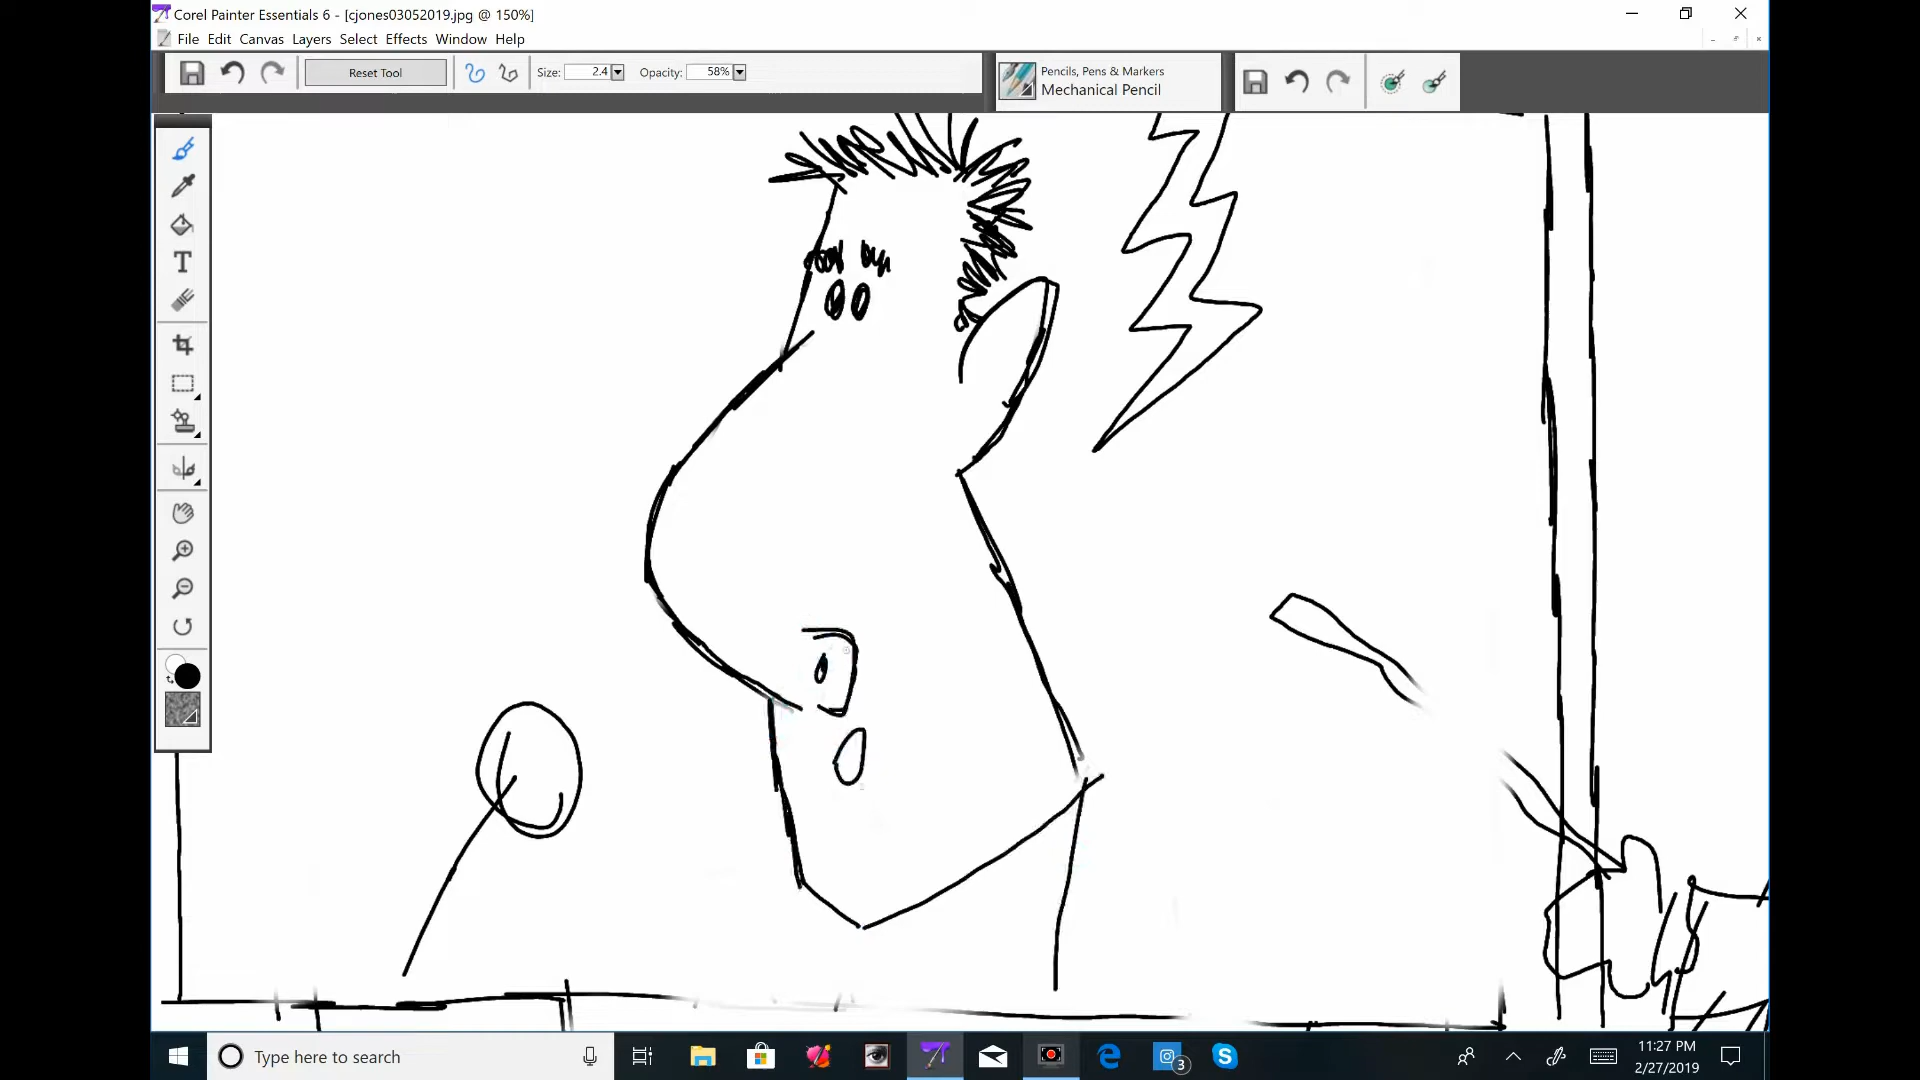 Corel Painter Essentials 6 - [cjones03052019.jpg @ 150%]
File Edit Canvas Layers Select Effects Window Help
Reset Tool
Size: 2.4
Opacity: 58%
Pencils, Pens & Markers
Mechanical Pencil
T
Type here to search
3
11:27 PM
2/27/2019